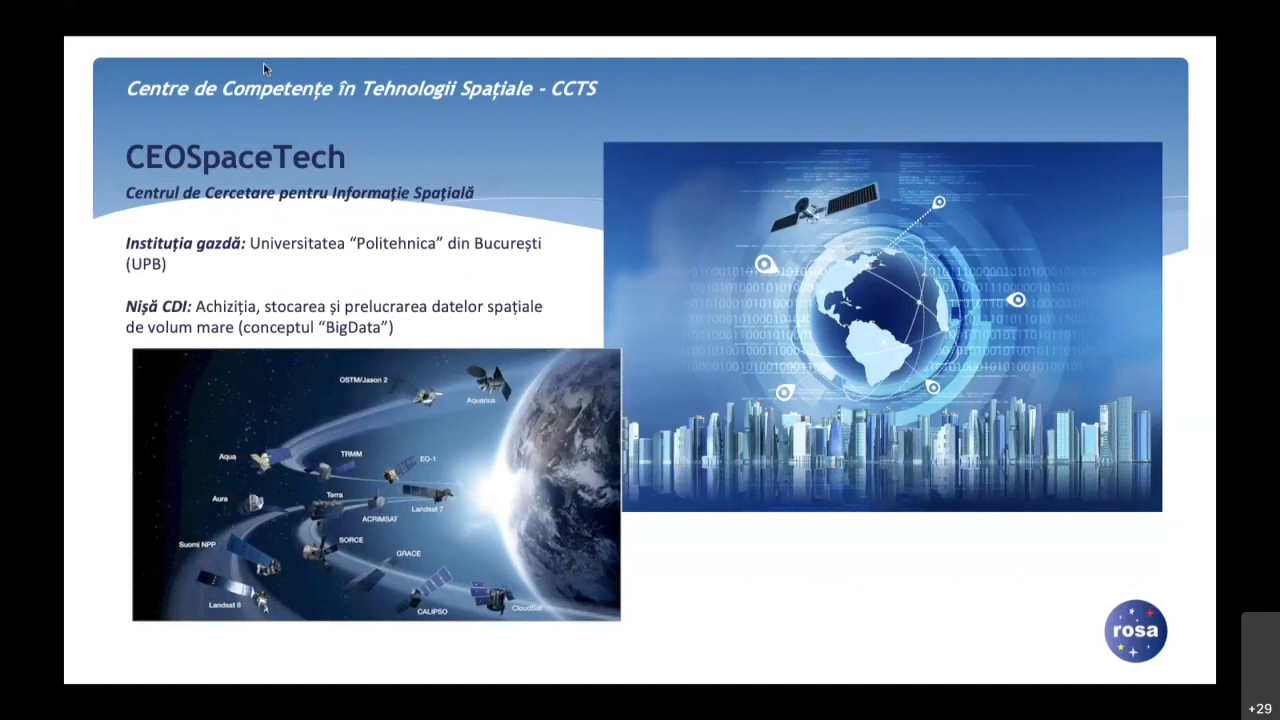 Centre de Competențe în Tehnologii Spațiale - CCTS
CEOSpaceTech
Centrul de Cercetare pentru Informație Spațială
Instituția gazdă: Universitatea “Politehnica” din București
(UPB)
Nișă CDI: Achiziția, stocarea și prelucrarea datelor spațiale
de volum mare (conceptul “BigData”)
OSTM/Jason 2
Aquarius
Aqua
TRMM
EO-1
Aura
Terra
Landsat 7
ACRIMSAT
Suomi NPP
SORCE
GRACE
Landsat 8
CALIPSO
CloudSat
rosa
+29